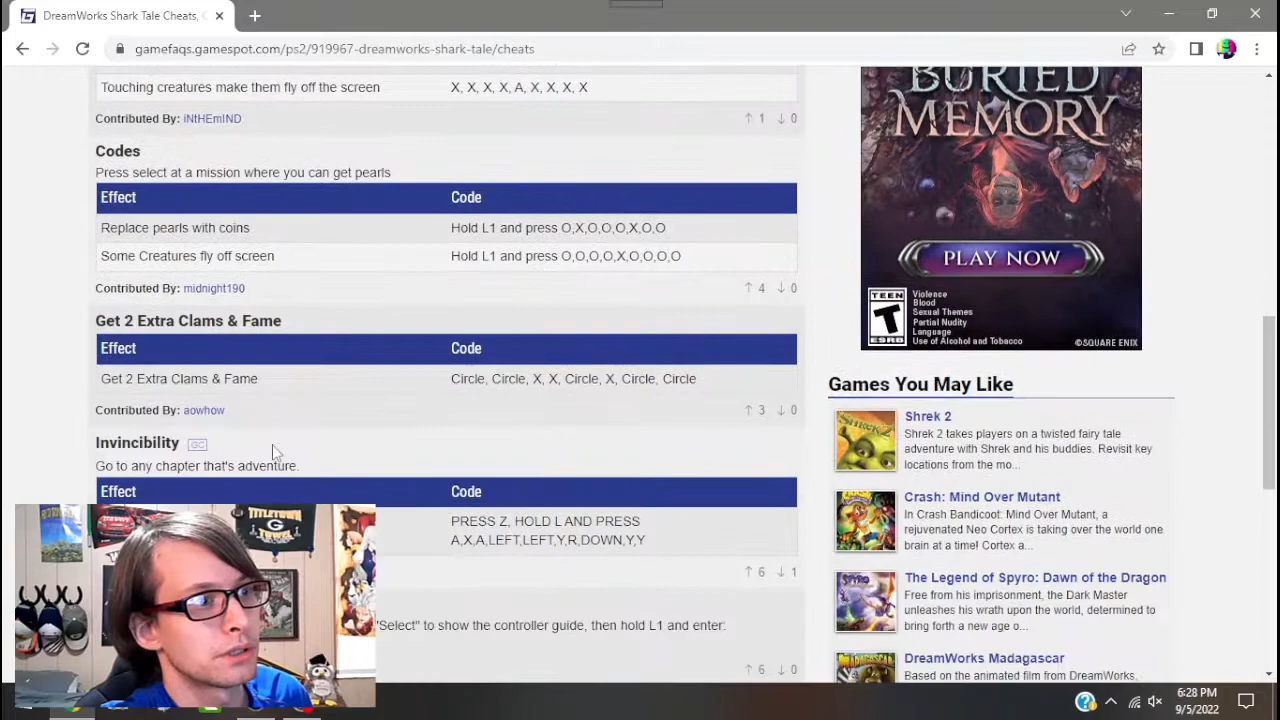 DreamWorks Shark Tale Cheats, C
gamefaqs.gamespot.com/ps2/919967-dreamworks-shark-tale/cheats
Touching creatures make them fly off the screen X, X, X, X, A, X, X, X, X
Contributed By: iNtHEmIND 1 0
Codes
Press select at a mission where you can get pearls
Effect Code
Replace pearls with coins Hold L1 and press O,X,O,O,O,X,O,O
Some Creatures fly off screen Hold L1 and press O,O,O,O,X,O,O,O,O
Contributed By: midnight190 4 0
Get 2 Extra Clams & Fame
Effect Code
Get 2 Extra Clams & Fame Circle, Circle, X, X, Circle, X, Circle, Circle
Contributed By: aowhow 3 0
Invincibility GC
Go to any chapter that's adventure.
Effect Code
PRESS Z, HOLD L AND PRESS
A,X,A,LEFT,LEFT,Y,R,DOWN,Y,Y
6 1
"Select" to show the controller guide, then hold L1 and enter:
6 0
BURIED
MEMORY
PLAY NOW
TEEN
T
ESRB
Violence
Blood
Sexual Themes
Partial Nudity
Language
Use of Alcohol and Tobacco
©SQUARE ENIX
Games You May Like
Shrek 2
Shrek 2 takes players on a twisted fairy tale
adventure with Shrek and his buddies. Revisit key
locations from the mo...
Crash: Mind Over Mutant
In Crash Bandicoot: Mind Over Mutant, a
rejuvenated Neo Cortex is taking over the world one
brain at a time! Cortex a...
The Legend of Spyro: Dawn of the Dragon
Free from his imprisonment, the Dark Master
unleashes his wrath upon the world, determined to
bring forth a new age o...
DreamWorks Madagascar
Based on the animated film from DreamWorks,
TITLETOWN
G
TOWEL
6:28 PM
9/5/2022